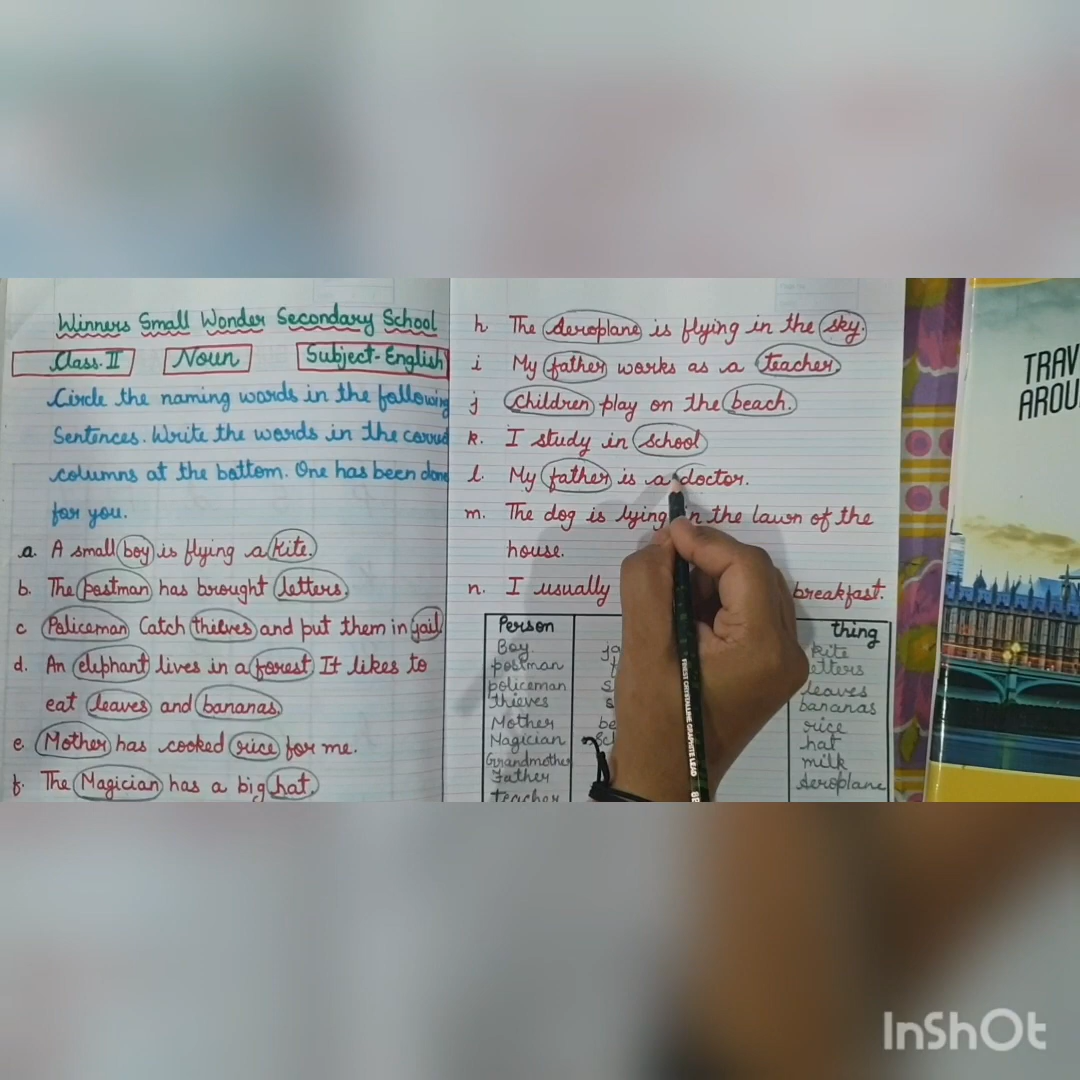 Winners Small Wonder Secondary School
Class-II
Noun
Subject-English
Circle the naming words in the following
Sentences. Write the words in the
columns at the bottom. One has been done
for you.
a. A small boy is flying a kite.
b. The postman has brought letters.
c Policeman Catch thieves and put them in jail
d. An elephant lives in a forest It likes to
eat leaves and bananas.
e. Mother has cooked rice for me.
f. The Magician has a big hat.
h. The aeroplane is flying in the sky.
i My father works as a teacher.
j Children play on the beach.
k. I study in school
l. My father is a doctor.
m. The dog is lying in the lawn of the
house.
n. I usually
breakfast.
Person
Boy
postman
policeman
thieves
Mother
Magician
Grandmother
Father
teacher
thing
kite
letters
leaves
bananas
rice
hat
milk
aeroplane
FINESS CHRISTALLINE GRAPHITE LEAD
TRAV
AROU
InShOt